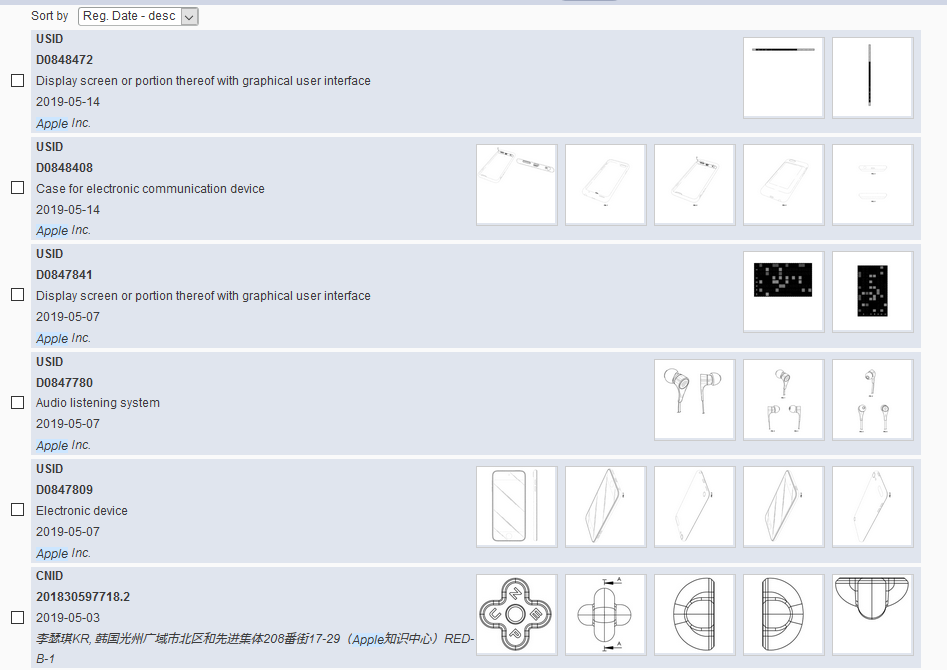 Sort by Reg. Date - desc
USID
D0848472
Display screen or portion thereof with graphical user interface
2019-05-14
Apple Inc.
USID
D0848408
Case for electronic communication device
2019-05-14
Apple Inc.
USID
D0847841
Display screen or portion thereof with graphical user interface
2019-05-07
Apple Inc.
USID
D0847780
Audio listening system
2019-05-07
Apple Inc.
USID
D0847809
Electronic device
2019-05-07
Apple Inc.
CNID
201830597718.2
2019-05-03
李瑟琪KR, 韩国光州广域市北区和先进集体208番街17-29（Apple知识中心）RED-
B-1